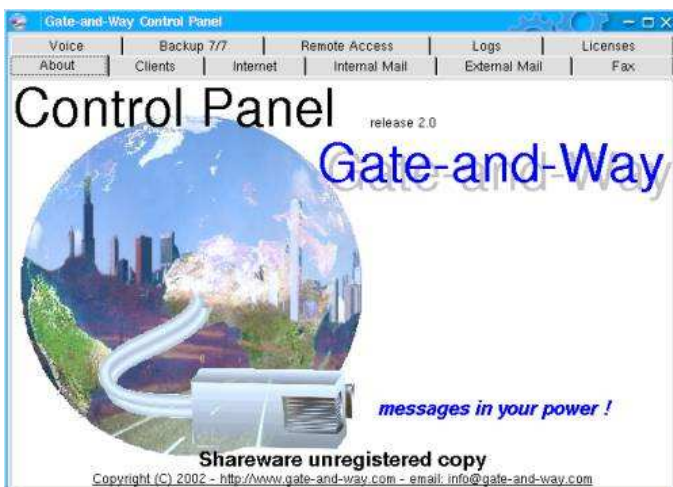 Gate-and-Way Control Panel
Voice Backup 7/7 Remote Access Logs Licenses
About Clients Internet Internal Mail External Mail Fax
Control Panel release 2.0
Gate-and-Way
messages in your power !
Shareware unregistered copy
Copyright (C) 2002 - http://www.gate-and-way.com - email: info@gate-and-way.com